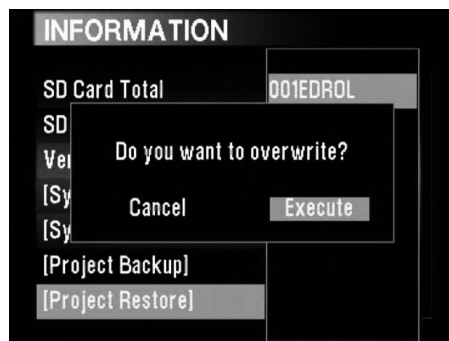 INFORMATION
SD Card Total 001EDROL
SD
Do you want to overwrite?
Cancel Execute
[Sy
[Sy
[Project Backup]
[Project Restore]